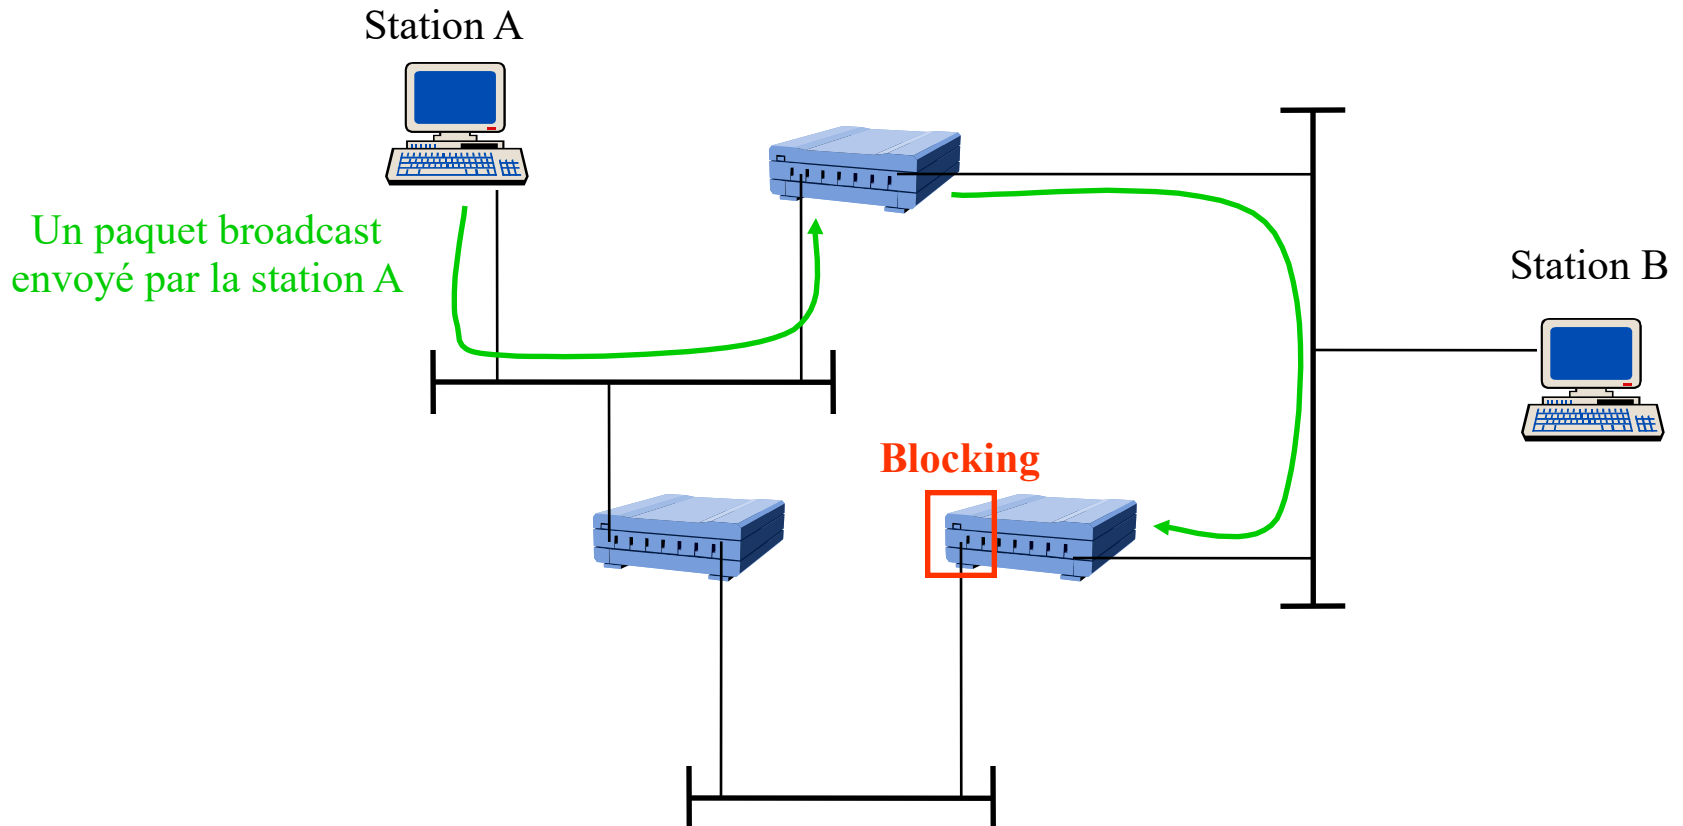 Station A
Un paquet broadcast
envoyé par la station A
Station B
Blocking